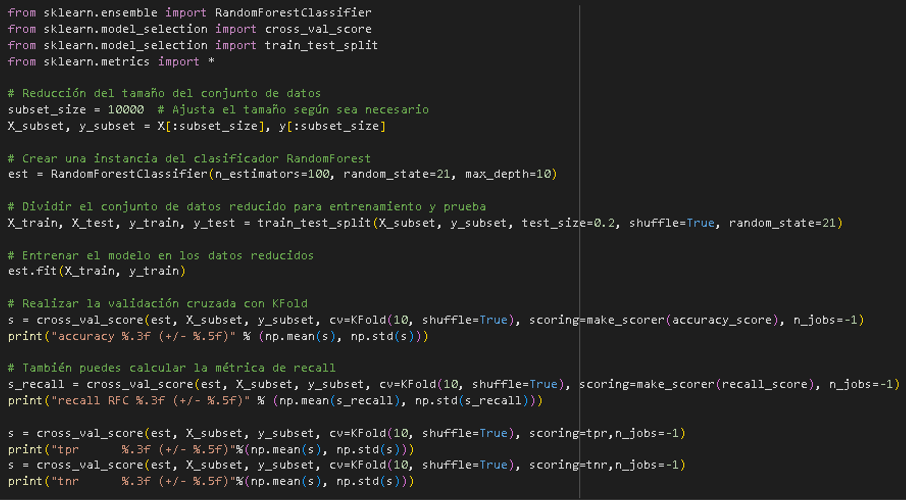 from sklearn.ensemble import RandomForestClassifier
from sklearn.model_selection import cross_val_score
from sklearn.model_selection import train_test_split
from sklearn.metrics import *
# Reducción del tamaño del conjunto de datos
subset_size = 10000  # Ajusta el tamaño según sea necesario
X_subset, y_subset = X[:subset_size], y[:subset_size]
# Crear una instancia del clasificador RandomForest
est = RandomForestClassifier(n_estimators=100, random_state=21, max_depth=10)
# Dividir el conjunto de datos reducido para entrenamiento y prueba
X_train, X_test, y_train, y_test = train_test_split(X_subset, y_subset, test_size=0.2, shuffle=True, random_state=21)
# Entrenar el modelo en los datos reducidos
est.fit(X_train, y_train)
# Realizar la validación cruzada con KFold
s = cross_val_score(est, X_subset, y_subset, cv=KFold(10, shuffle=True), scoring=make_scorer(accuracy_score), n_jobs=-1)
print("accuracy %.3f (+/- %.5f)" % (np.mean(s), np.std(s)))
# También puedes calcular la métrica de recall
s_recall = cross_val_score(est, X_subset, y_subset, cv=KFold(10, shuffle=True), scoring=make_scorer(recall_score), n_jobs=-1)
print("recall RFC %.3f (+/- %.5f)" % (np.mean(s_recall), np.std(s_recall)))
s = cross_val_score(est, X_subset, y_subset, cv=KFold(10, shuffle=True),scoring=tpr,n_jobs=-1)
print("tpr      %.3f (+/- %.5f)"%(np.mean(s), np.std(s)))
s = cross_val_score(est, X_subset, y_subset, cv=KFold(10, shuffle=True),scoring=tnr,n_jobs=-1)
print("tnr      %.3f (+/- %.5f)"%(np.mean(s), np.std(s)))